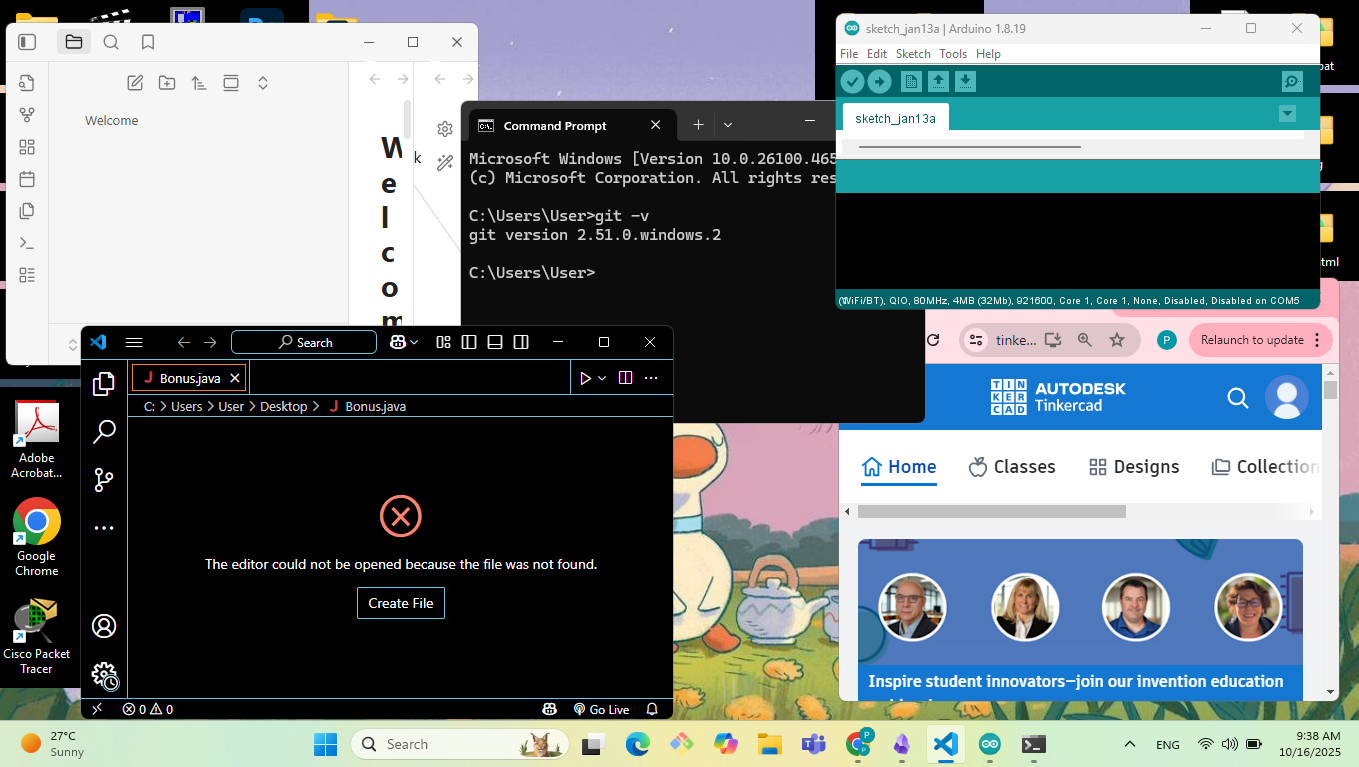 Welcome
W
e
l
c
o
m
k
Command Prompt
Microsoft Windows [Version 10.0.26100.465
(c) Microsoft Corporation. All rights res
C:\Users\User>git -v
git version 2.51.0.windows.2
C:\Users\User>
sketch_jan13a | Arduino 1.8.19
File Edit Sketch Tools Help
sketch_jan13a
WiFi/BT), QIO, 80MHz, 4MB (32Mb), 921600, Core 1, Core 1, None, Disabled, Disabled on COM5
pat
g
tml
tinke...
P
Relaunch to update
TINKERCAD
AUTODESK
Tinkercad
Home
Classes
Designs
Collection
Inspire student innovators—join our invention education
Search
J Bonus.java
C: > Users > User > Desktop > J Bonus.java
The editor could not be opened because the file was not found.
Create File
0 0
Go Live
Adobe
Acrobat...
Google
Chrome
Cisco Packet
Tracer
27°C
Sunny
Search
P
ENG
9:38 AM
10/16/2025